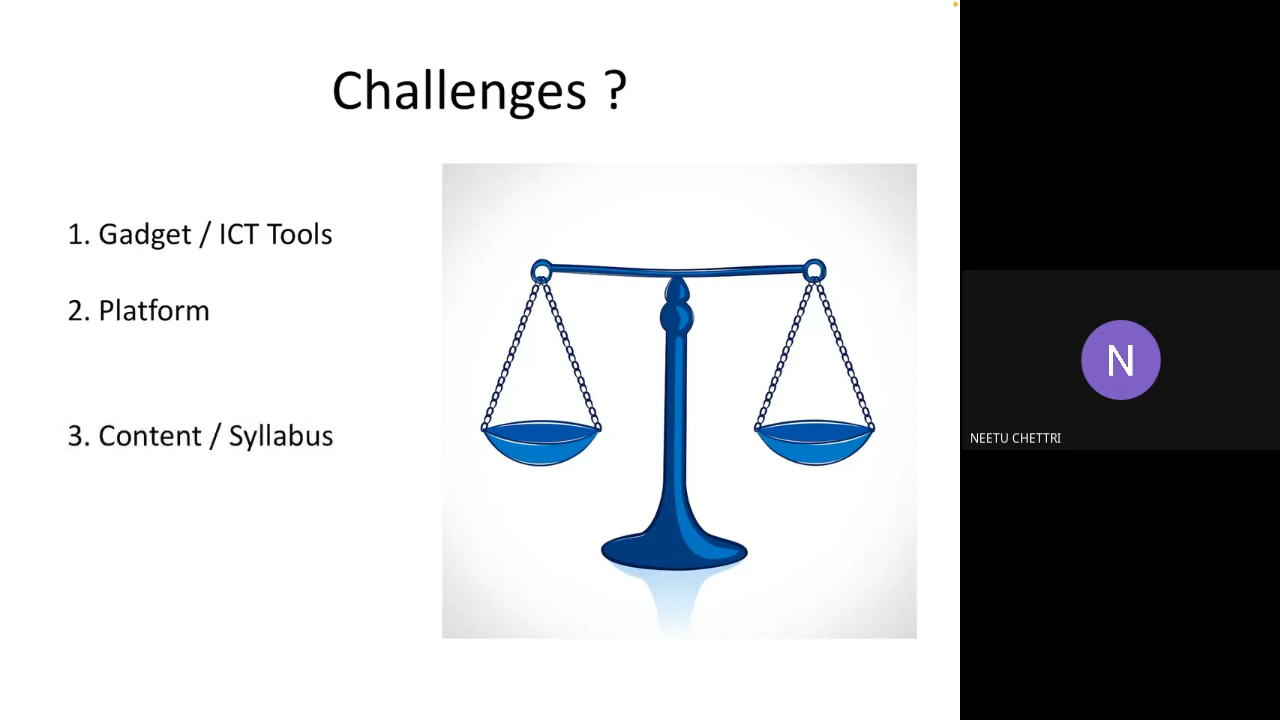 Challenges ?
1. Gadget / ICT Tools
2. Platform
3. Content / Syllabus
N
NEETU CHETTRI